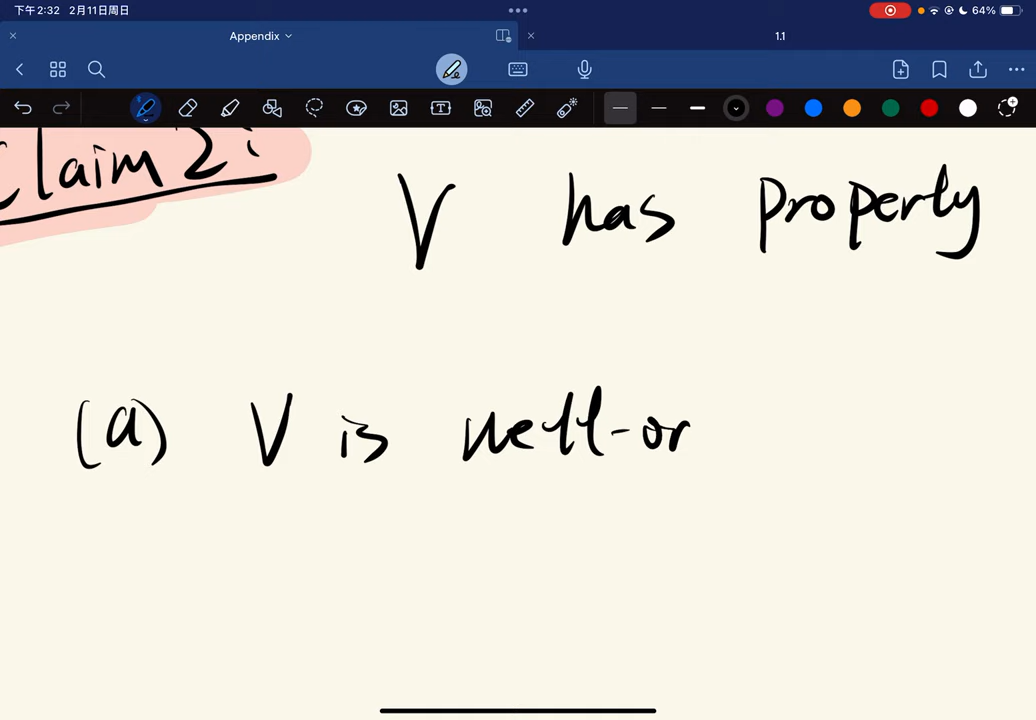 下午2:32 2月11日周日
64%
Appendix
1.1
Claim 2:
V has property
(a) V is well-or